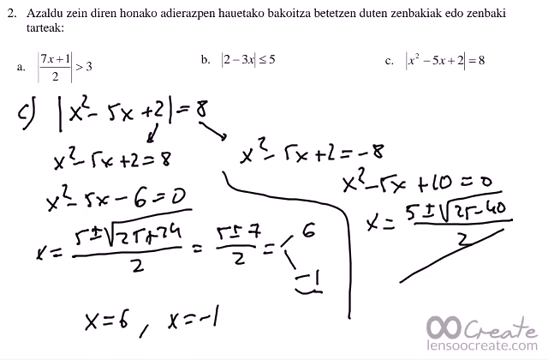 2. Azaldu zein diren honako adierazpen hauetako bakoitza betetzen duten zenbakiak edo zenbaki
tarteak:
a. |(7x+1)/2| > 3 b. |2−3x| ≤ 5 c. |x² −5x+2| = 8
c) |x²- 5x +2| = 8
x²- 5x +2 = 8 x²- 5x +2 = -8
x²- 5x - 6 = 0 x²- 5x + 10 = 0
x = (5 ± √(25+24))/2 = (5 ± 7)/2 = 6 x = (5 ± √(25-40))/2
-1
x=6 , x=-1
Create
lensoocreate.com